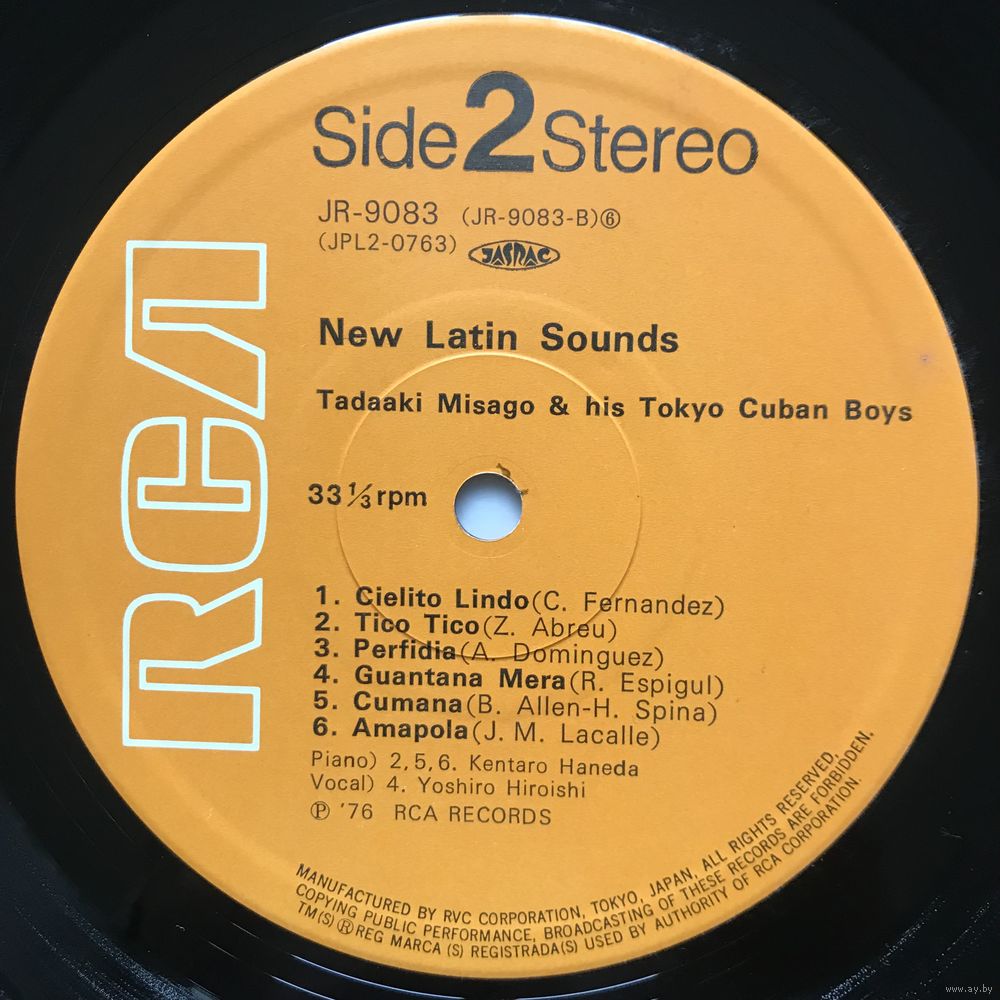 Side 2 Stereo
JR-9083 (JR-9083-B)⑥
(JPL2-0763) JASRAC
New Latin Sounds
Tadaaki Misago & his Tokyo Cuban Boys
33⅓rpm
1. Cielito Lindo(C. Fernandez)
2. Tico Tico(Z. Abreu)
3. Perfidia(A. Dominguez)
4. Guantana Mera(R. Espigul)
5. Cumana(B. Allen-H. Spina)
6. Amapola(J. M. Lacalle)
Piano) 2, 5, 6. Kentaro Haneda
Vocal) 4. Yoshiro Hiroishi
Ⓟ '76 RCA RECORDS
RCA
MANUFACTURED BY RVC CORPORATION, TOKYO, JAPAN, ALL RIGHTS RESERVED,
COPYING PUBLIC PERFORMANCE, BROADCASTING OF THESE RECORDS ARE FORBIDDEN.
TM(S) ® REG MARCA (S) REGISTRADA(S) USED BY AUTHORITY OF RCA CORPORATION.
www.ay.by